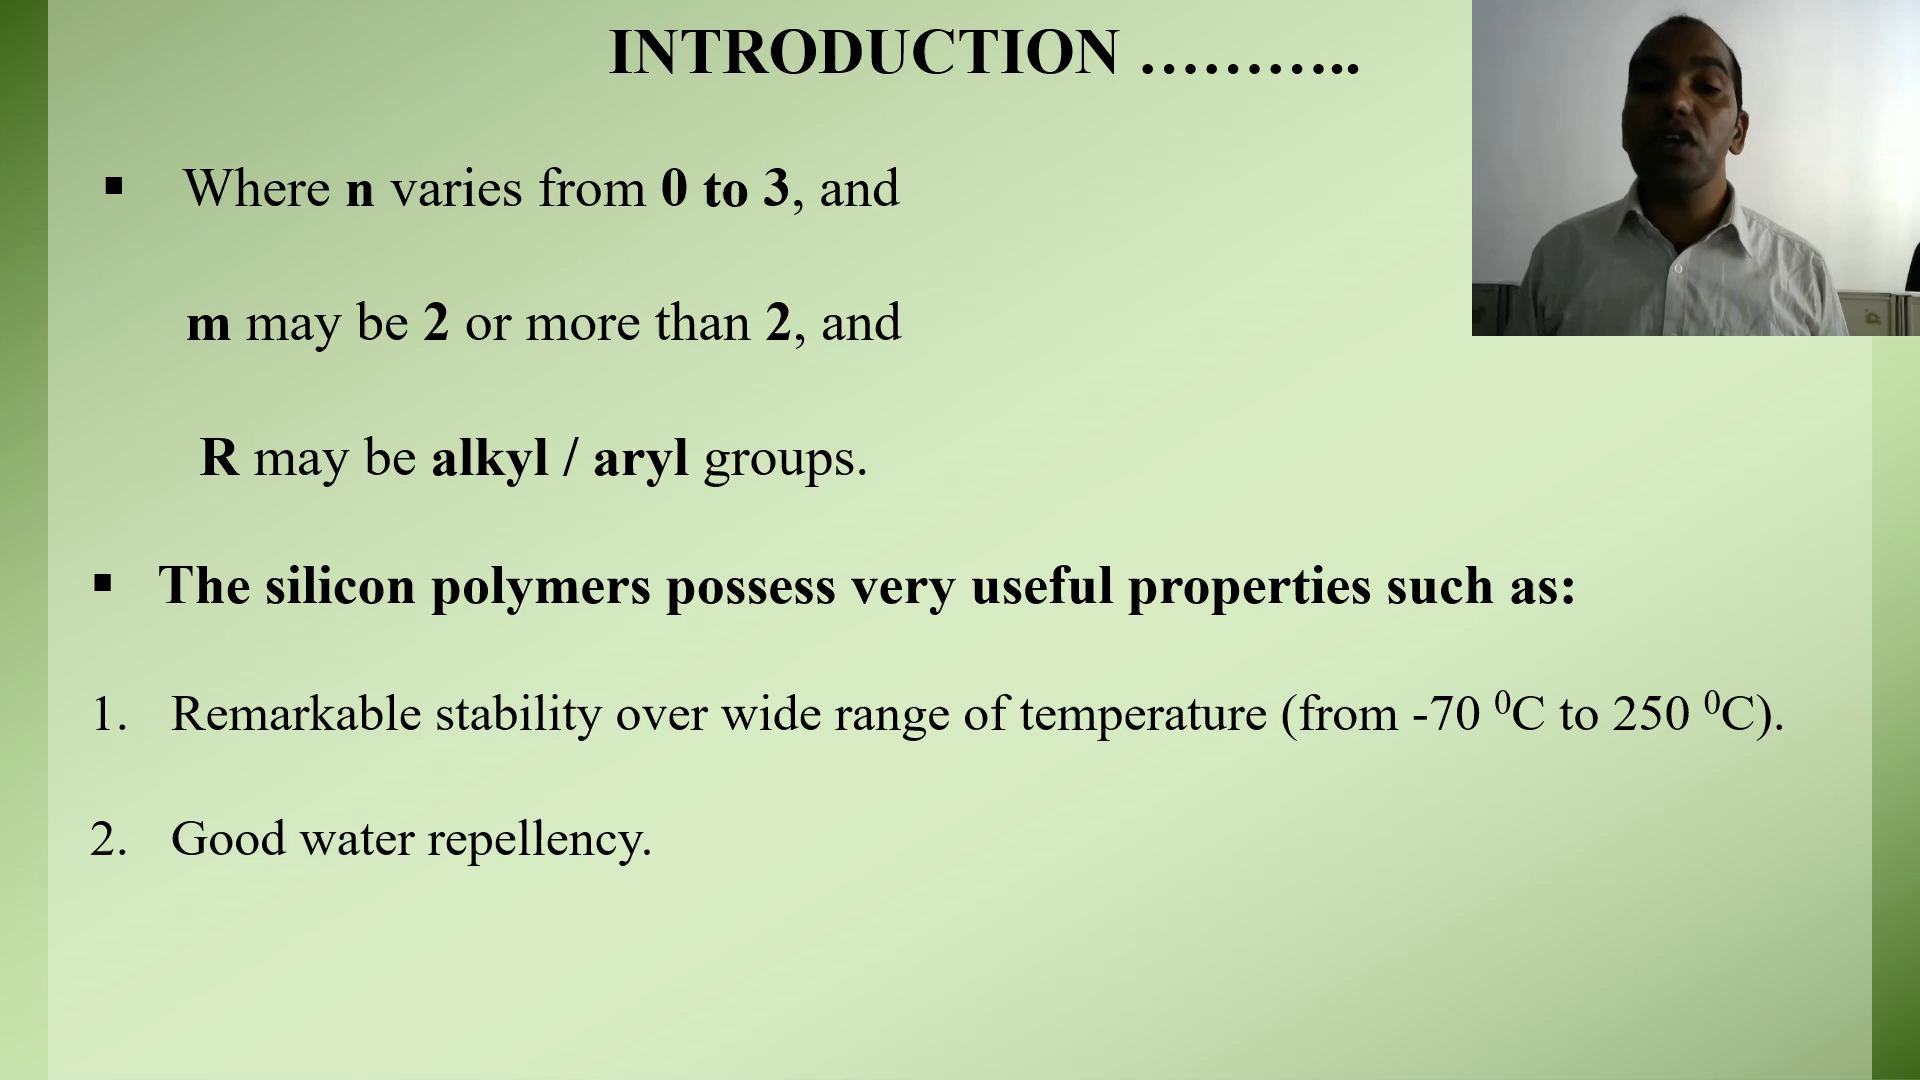 INTRODUCTION ………..
▪ Where n varies from 0 to 3, and
m may be 2 or more than 2, and
R may be alkyl / aryl groups.
▪ The silicon polymers possess very useful properties such as:
1. Remarkable stability over wide range of temperature (from -70 ⁰C to 250 ⁰C).
2. Good water repellency.